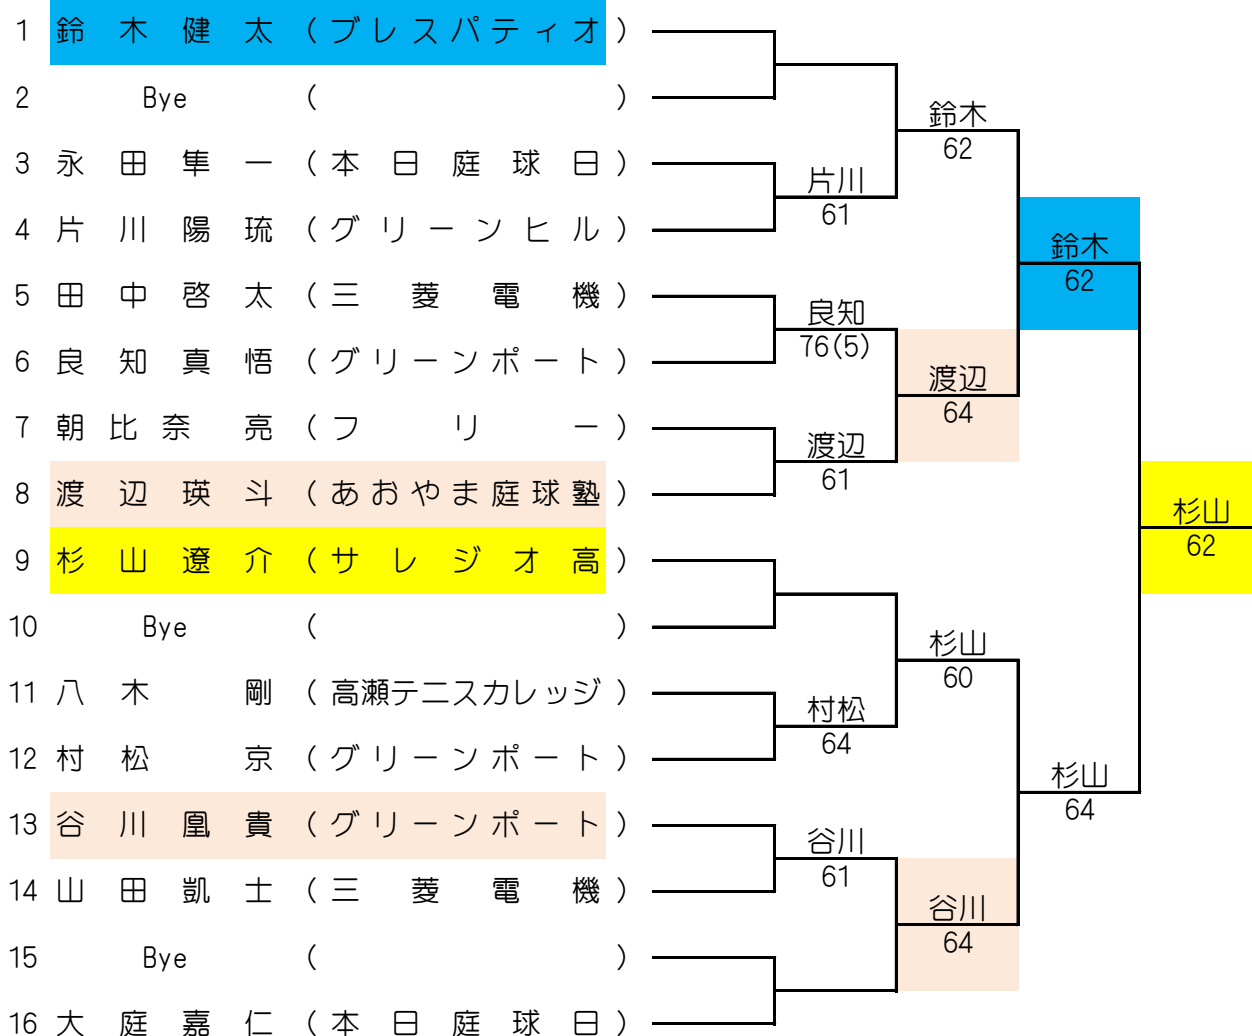 1 鈴木健太(ブレスパティオ)
2 Bye ( )
鈴木
62
3 永田隼一(本日庭球日)
片川
61
4 片川陽琉(グリーンヒル)
鈴木
62
5 田中啓太(三菱電機)
良知
76(5)
6 良知真悟(グリーンポート)
渡辺
64
7 朝比奈亮(フリー)
渡辺
61
8 渡辺瑛斗(あおやま庭球塾)
杉山
62
9 杉山遼介(サレジオ高)
10 Bye ( )
杉山
60
11 八木剛(高瀬テニスカレッジ)
村松
64
12 村松京(グリーンポート)
杉山
64
13 谷川凰貴(グリーンポート)
谷川
61
14 山田凱士(三菱電機)
谷川
64
15 Bye ( )
16 大庭嘉仁(本日庭球日)